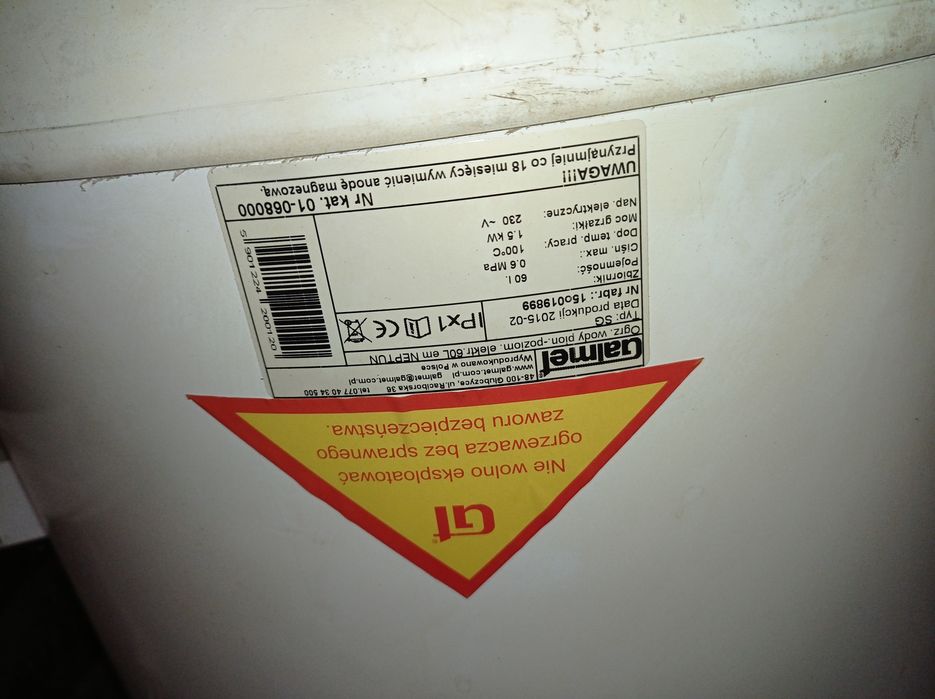 Gt
Nie wolno eksploatować
ogrzewacza bez sprawnego
zaworu bezpieczeństwa.
Galmet
48-100 Głubczyce, ul.Raciborska 36 tel.077 40 34 500
www.galmet.com.pl galmet@galmet.com.pl
Wyprodukowano w Polsce
Ogrz. wody pion.-poziom. elektr.60L em NEPTUN
Typ: SG
Data produkcji 2015-02
Nr fabr.: 150019899
IPx1 CE
Zbiornik:
Pojemność: 60 l.
Ciśn. max.: 0.6 MPa
Dop. temp. pracy: 100°C
Moc grzałki: 1.5 kW
Nap. elektryczne: 230 ~V
5 901224 200120
Nr kat. 01-068000
UWAGA!!!
Przynajmniej co 18 miesięcy wymienić anodę magnezową.